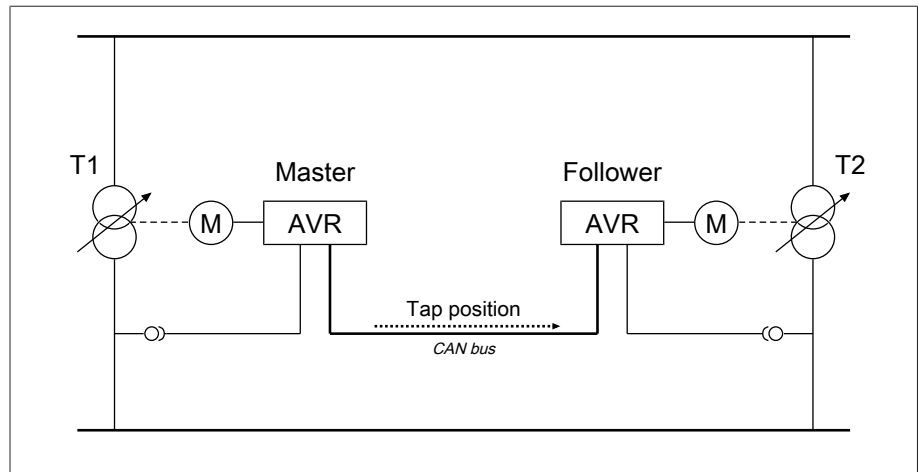 T1
Master
Follower
T2
M
AVR
AVR
M
Tap position
CAN bus